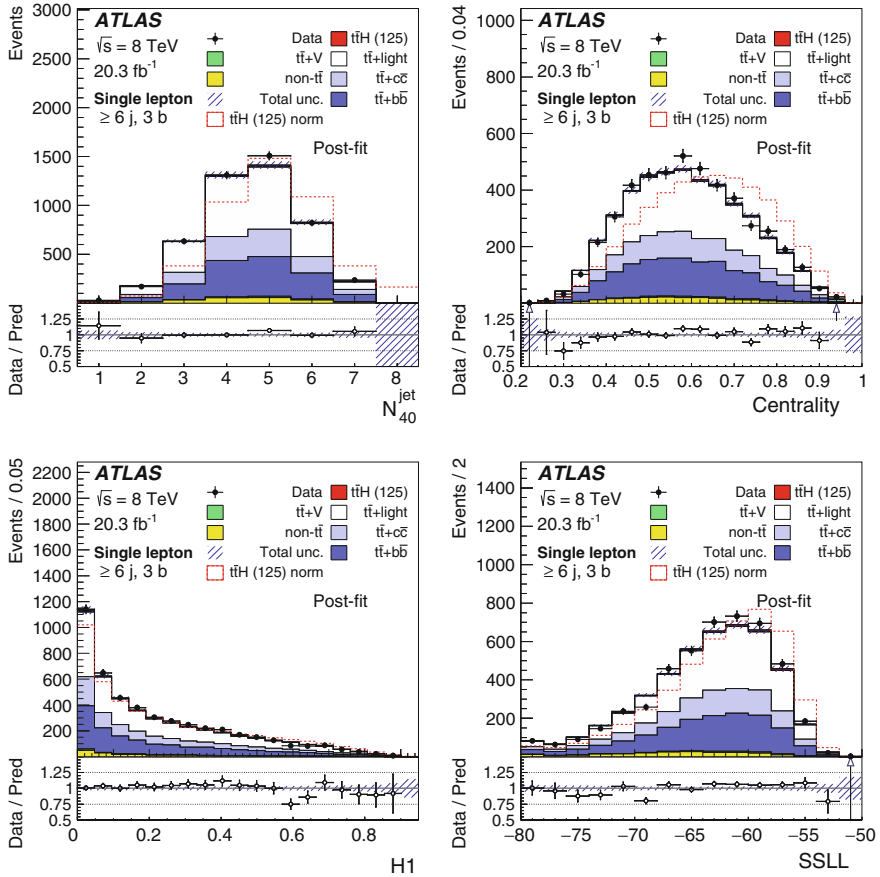 Events
3000
2500
2000
1500
1000
500
ATLAS
√s = 8 TeV
20.3 fb⁻¹
Single lepton
≥ 6 j, 3 b
Data
tt̄+V
non-tt̄
Total unc.
tt̄H (125) norm
tt̄H (125)
tt̄+light
tt̄+cc̄
tt̄+bb̄
Post-fit
Data / Pred
1.25
1
0.75
0.5
1 2 3 4 5 6 7 8
N₄₀^jet
Events / 0.04
1000
800
600
400
200
ATLAS
√s = 8 TeV
20.3 fb⁻¹
Single lepton
≥ 6 j, 3 b
Data
tt̄+V
non-tt̄
Total unc.
tt̄H (125) norm
tt̄H (125)
tt̄+light
tt̄+cc̄
tt̄+bb̄
Post-fit
Data / Pred
1.25
1
0.75
0.5
0.2 0.3 0.4 0.5 0.6 0.7 0.8 0.9 1
Centrality
Events / 0.05
2200
2000
1800
1600
1400
1200
1000
800
600
400
200
ATLAS
√s = 8 TeV
20.3 fb⁻¹
Single lepton
≥ 6 j, 3 b
Data
tt̄+V
non-tt̄
Total unc.
tt̄H (125) norm
tt̄H (125)
tt̄+light
tt̄+cc̄
tt̄+bb̄
Post-fit
Data / Pred
1.25
1
0.75
0.5
0 0.2 0.4 0.6 0.8
H1
Events / 2
1400
1200
1000
800
600
400
200
ATLAS
√s = 8 TeV
20.3 fb⁻¹
Single lepton
≥ 6 j, 3 b
Data
tt̄+V
non-tt̄
Total unc.
tt̄H (125) norm
tt̄H (125)
tt̄+light
tt̄+cc̄
tt̄+bb̄
Post-fit
Data / Pred
1.25
1
0.75
0.5
−80 −75 −70 −65 −60 −55 −50
SSLL